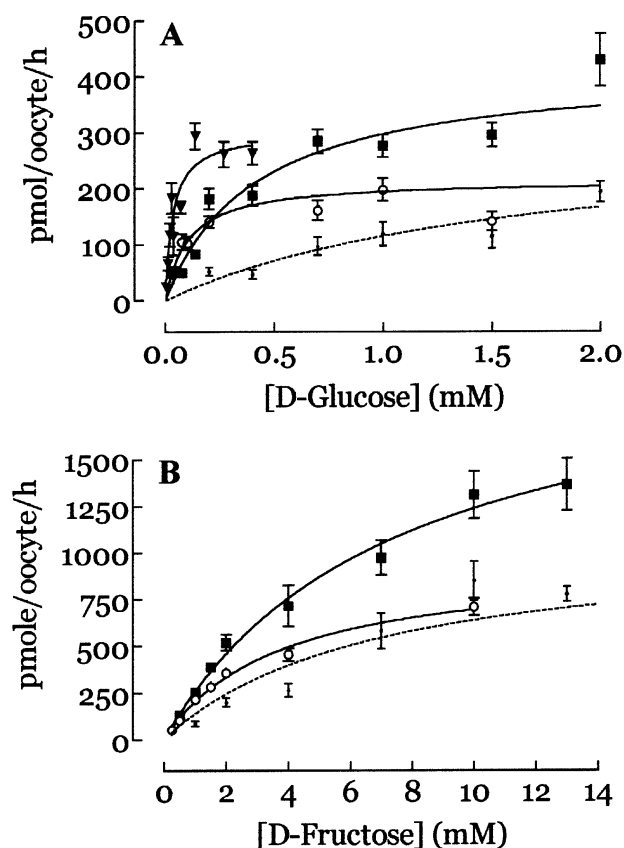 A
500
400
300
200
100
0
pmol/oocyte/h
0.0 0.5 1.0 1.5 2.0
[D-Glucose] (mM)
B
1500
1250
1000
750
500
250
0
pmole/oocyte/h
0 2 4 6 8 10 12 14
[D-Fructose] (mM)